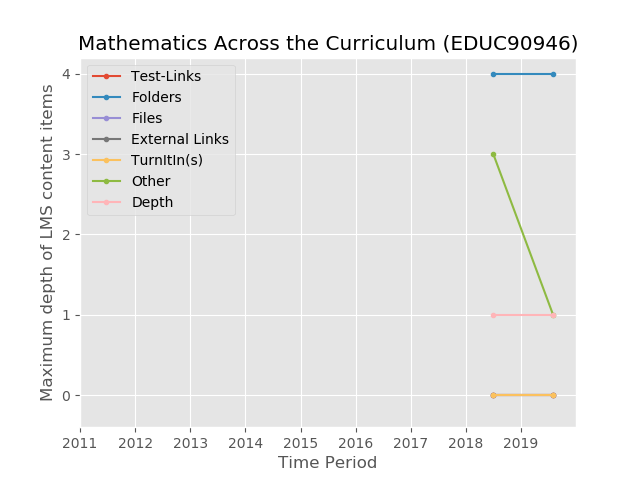 Mathematics Across the Curriculum (EDUC90946)
Test-Links
Folders
Files
External Links
TurnItIn(s)
Other
Depth
Maximum depth of LMS content items
4
3
2
1
0
2011 2012 2013 2014 2015 2016 2017 2018 2019
Time Period